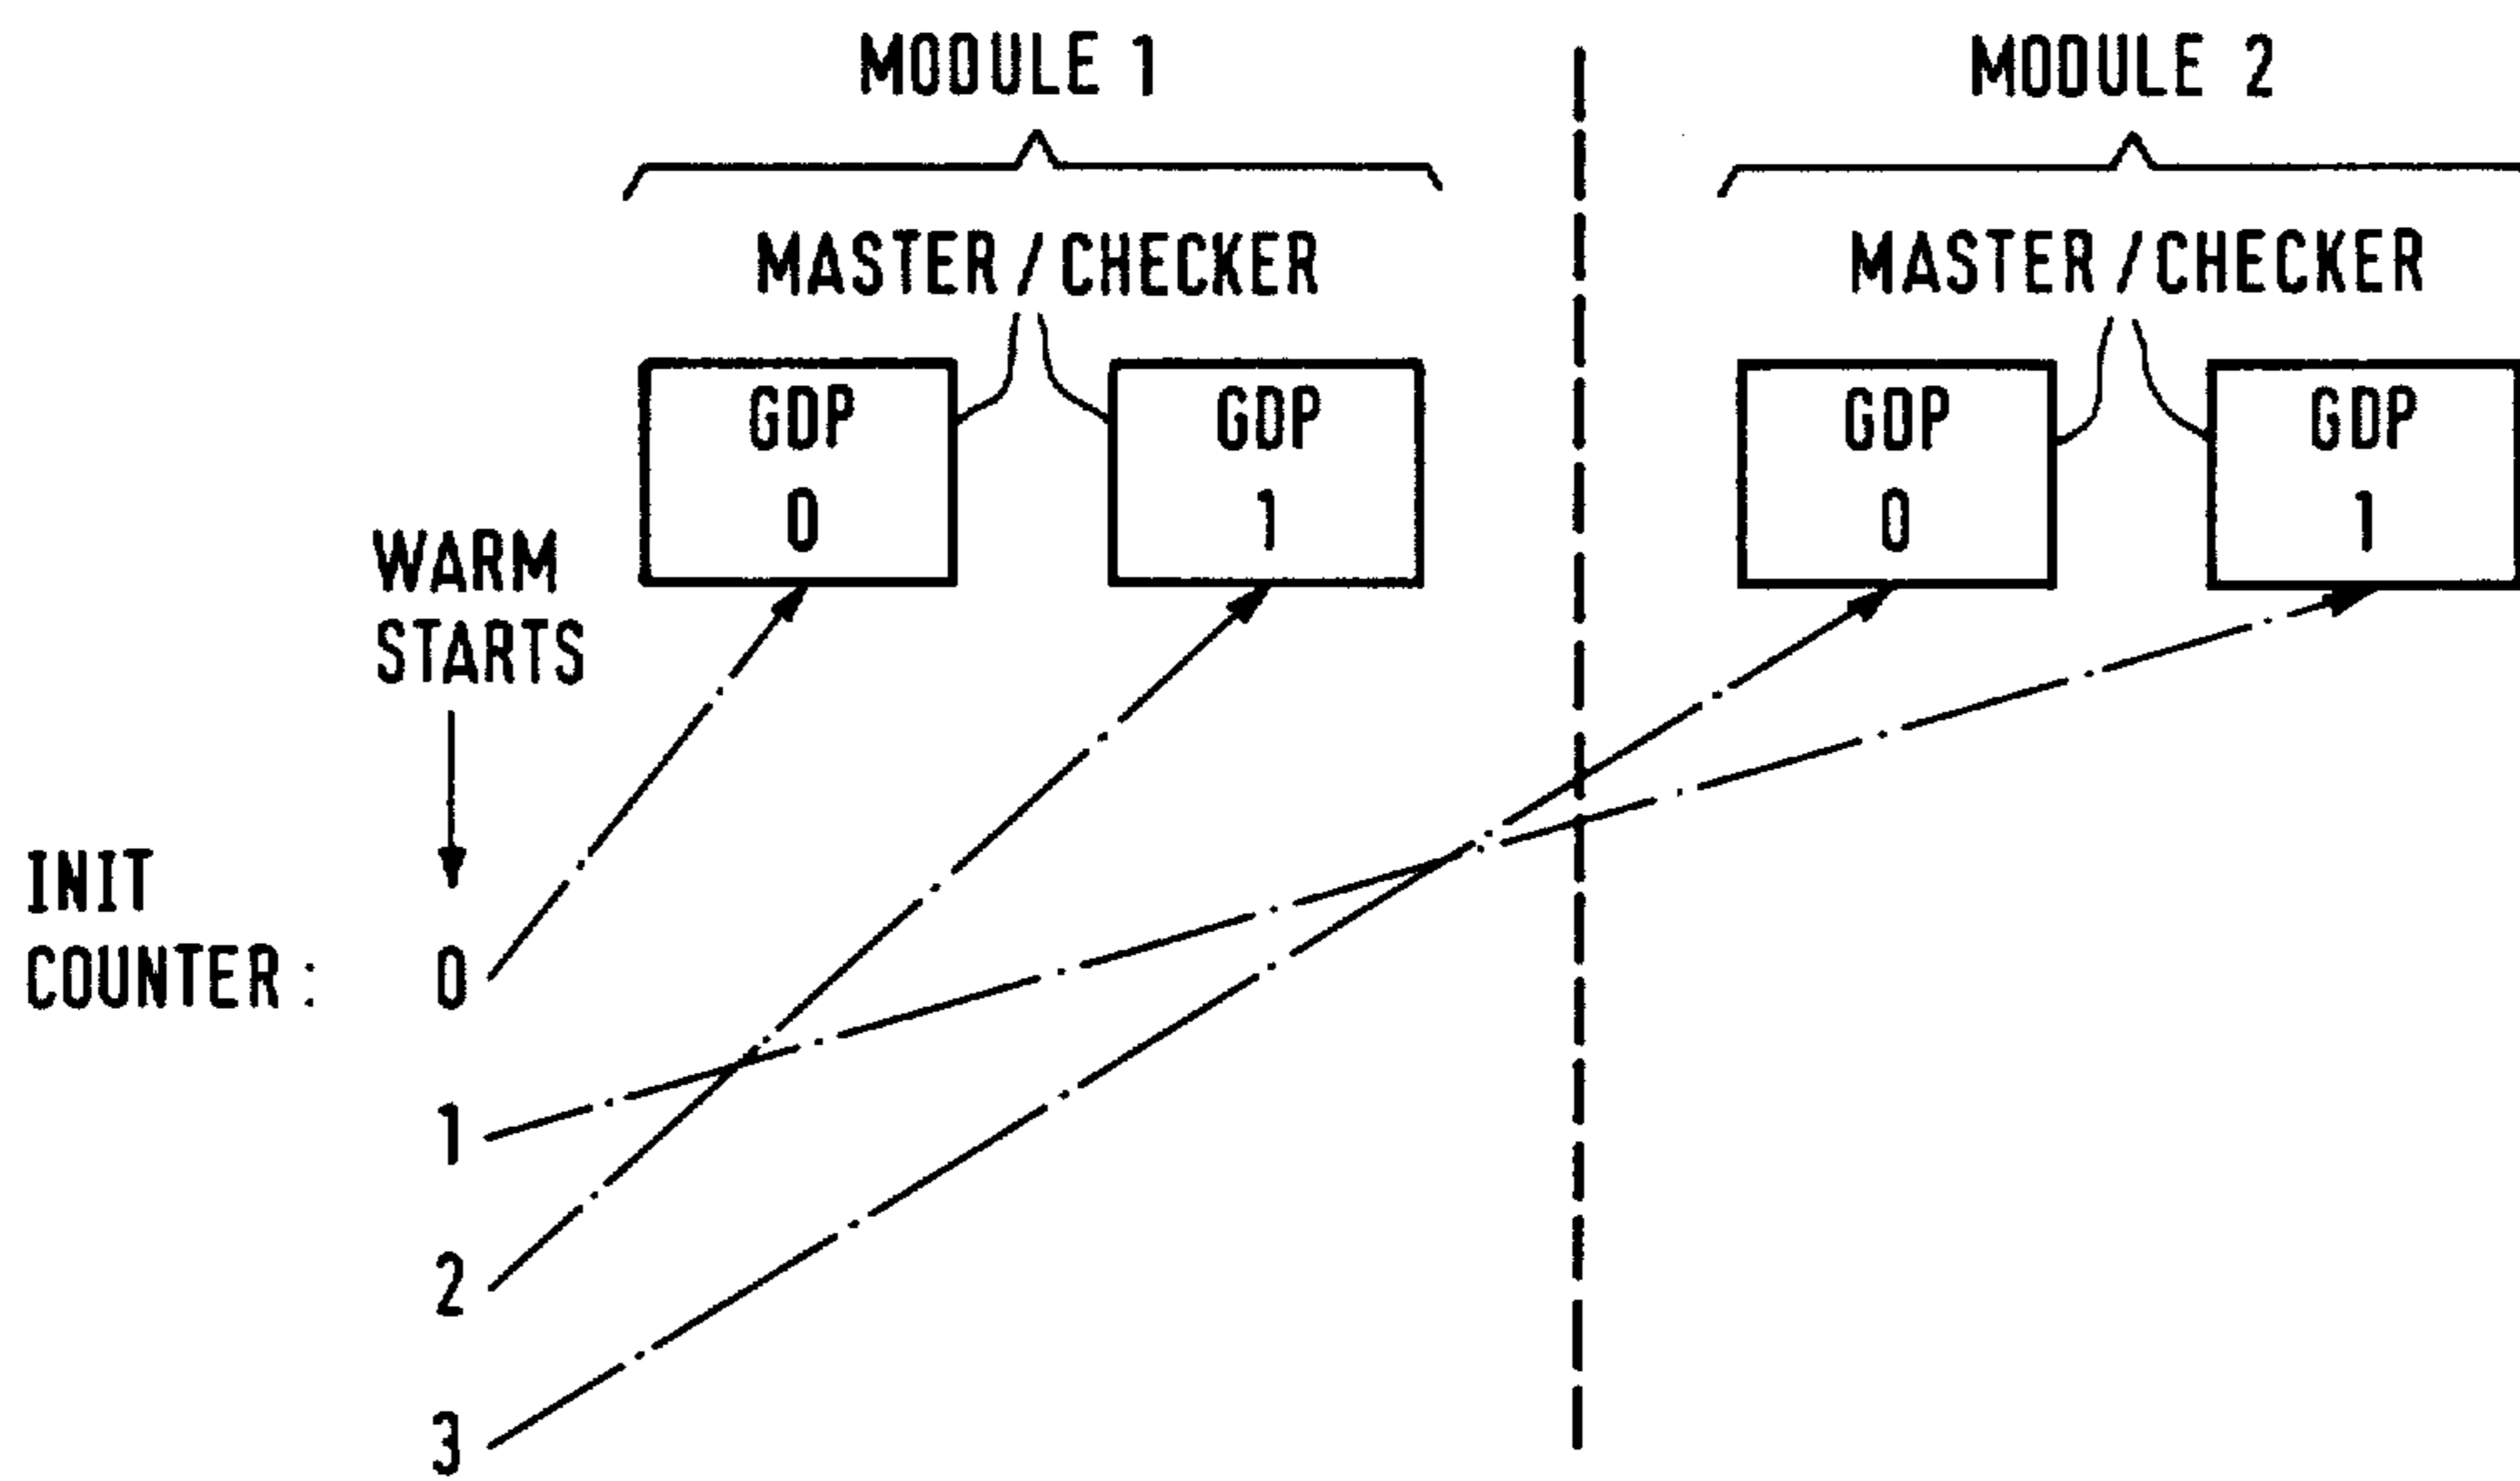 MODULE 1
MODULE 2
MASTER / CHECKER
MASTER / CHECKER
GDP
0
GDP
1
GDP
0
GDP
1
WARM
STARTS
INIT
COUNTER : 0
1
2
3